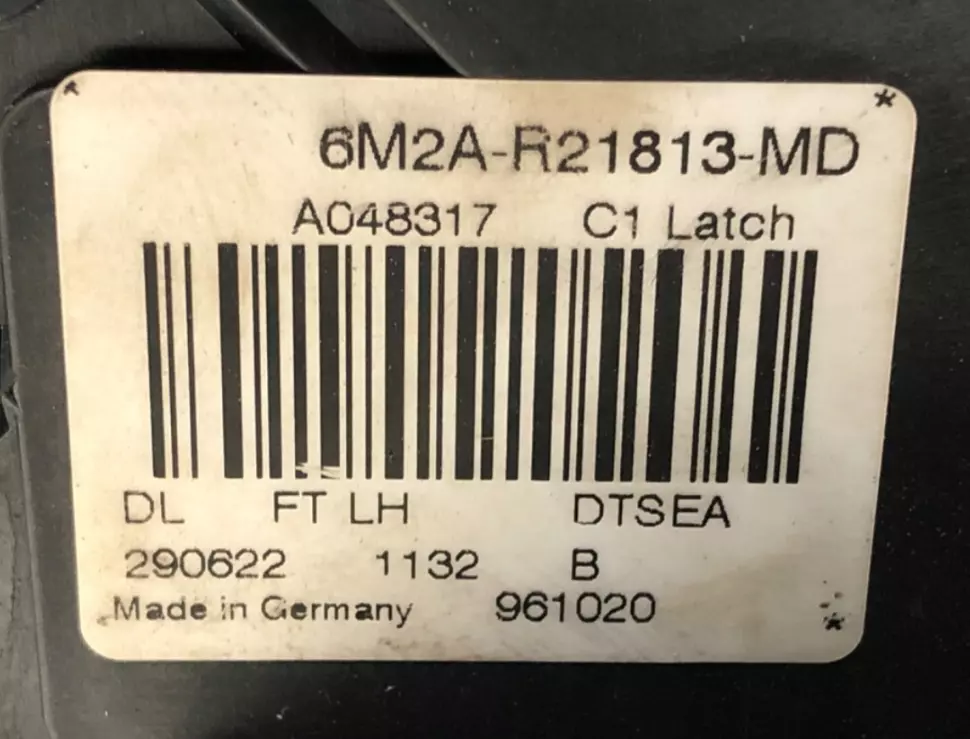 6M2A-R21813-MD
A048317 C1 Latch
DL FT LH DTSEA
290622 1132 B
Made in Germany 961020